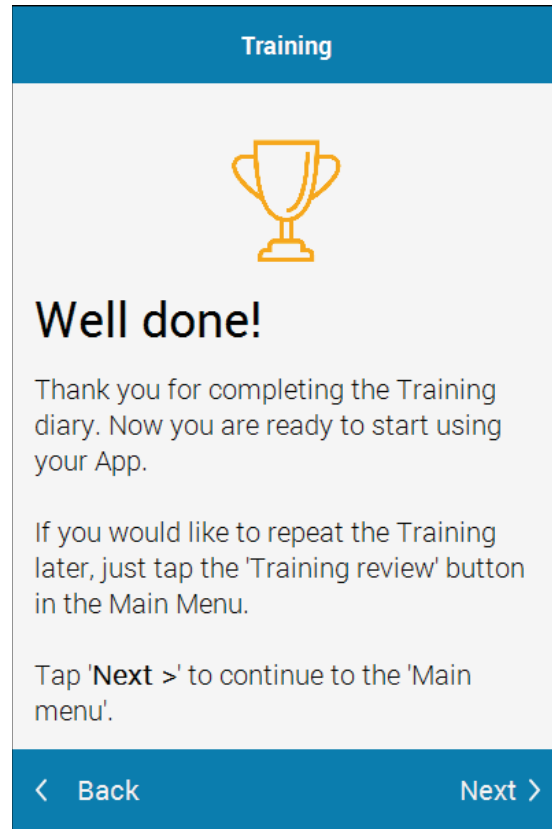 Training
Well done!
Thank you for completing the Training
diary. Now you are ready to start using
your App.
If you would like to repeat the Training
later, just tap the 'Training review' button
in the Main Menu.
Tap 'Next >' to continue to the 'Main
menu'.
< Back
Next >